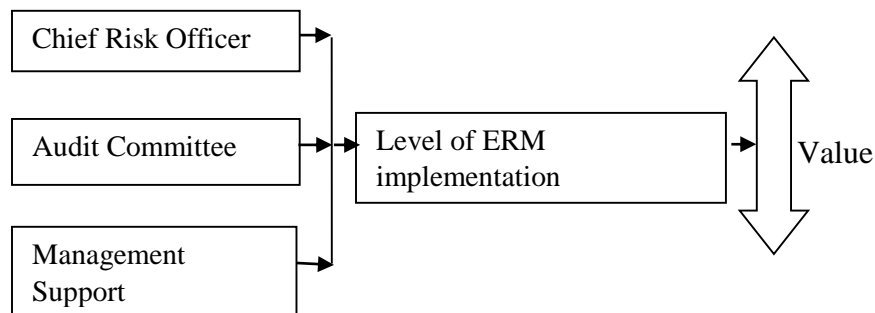 Chief Risk Officer
Audit Committee
Management
Support
Level of ERM
implementation
Value